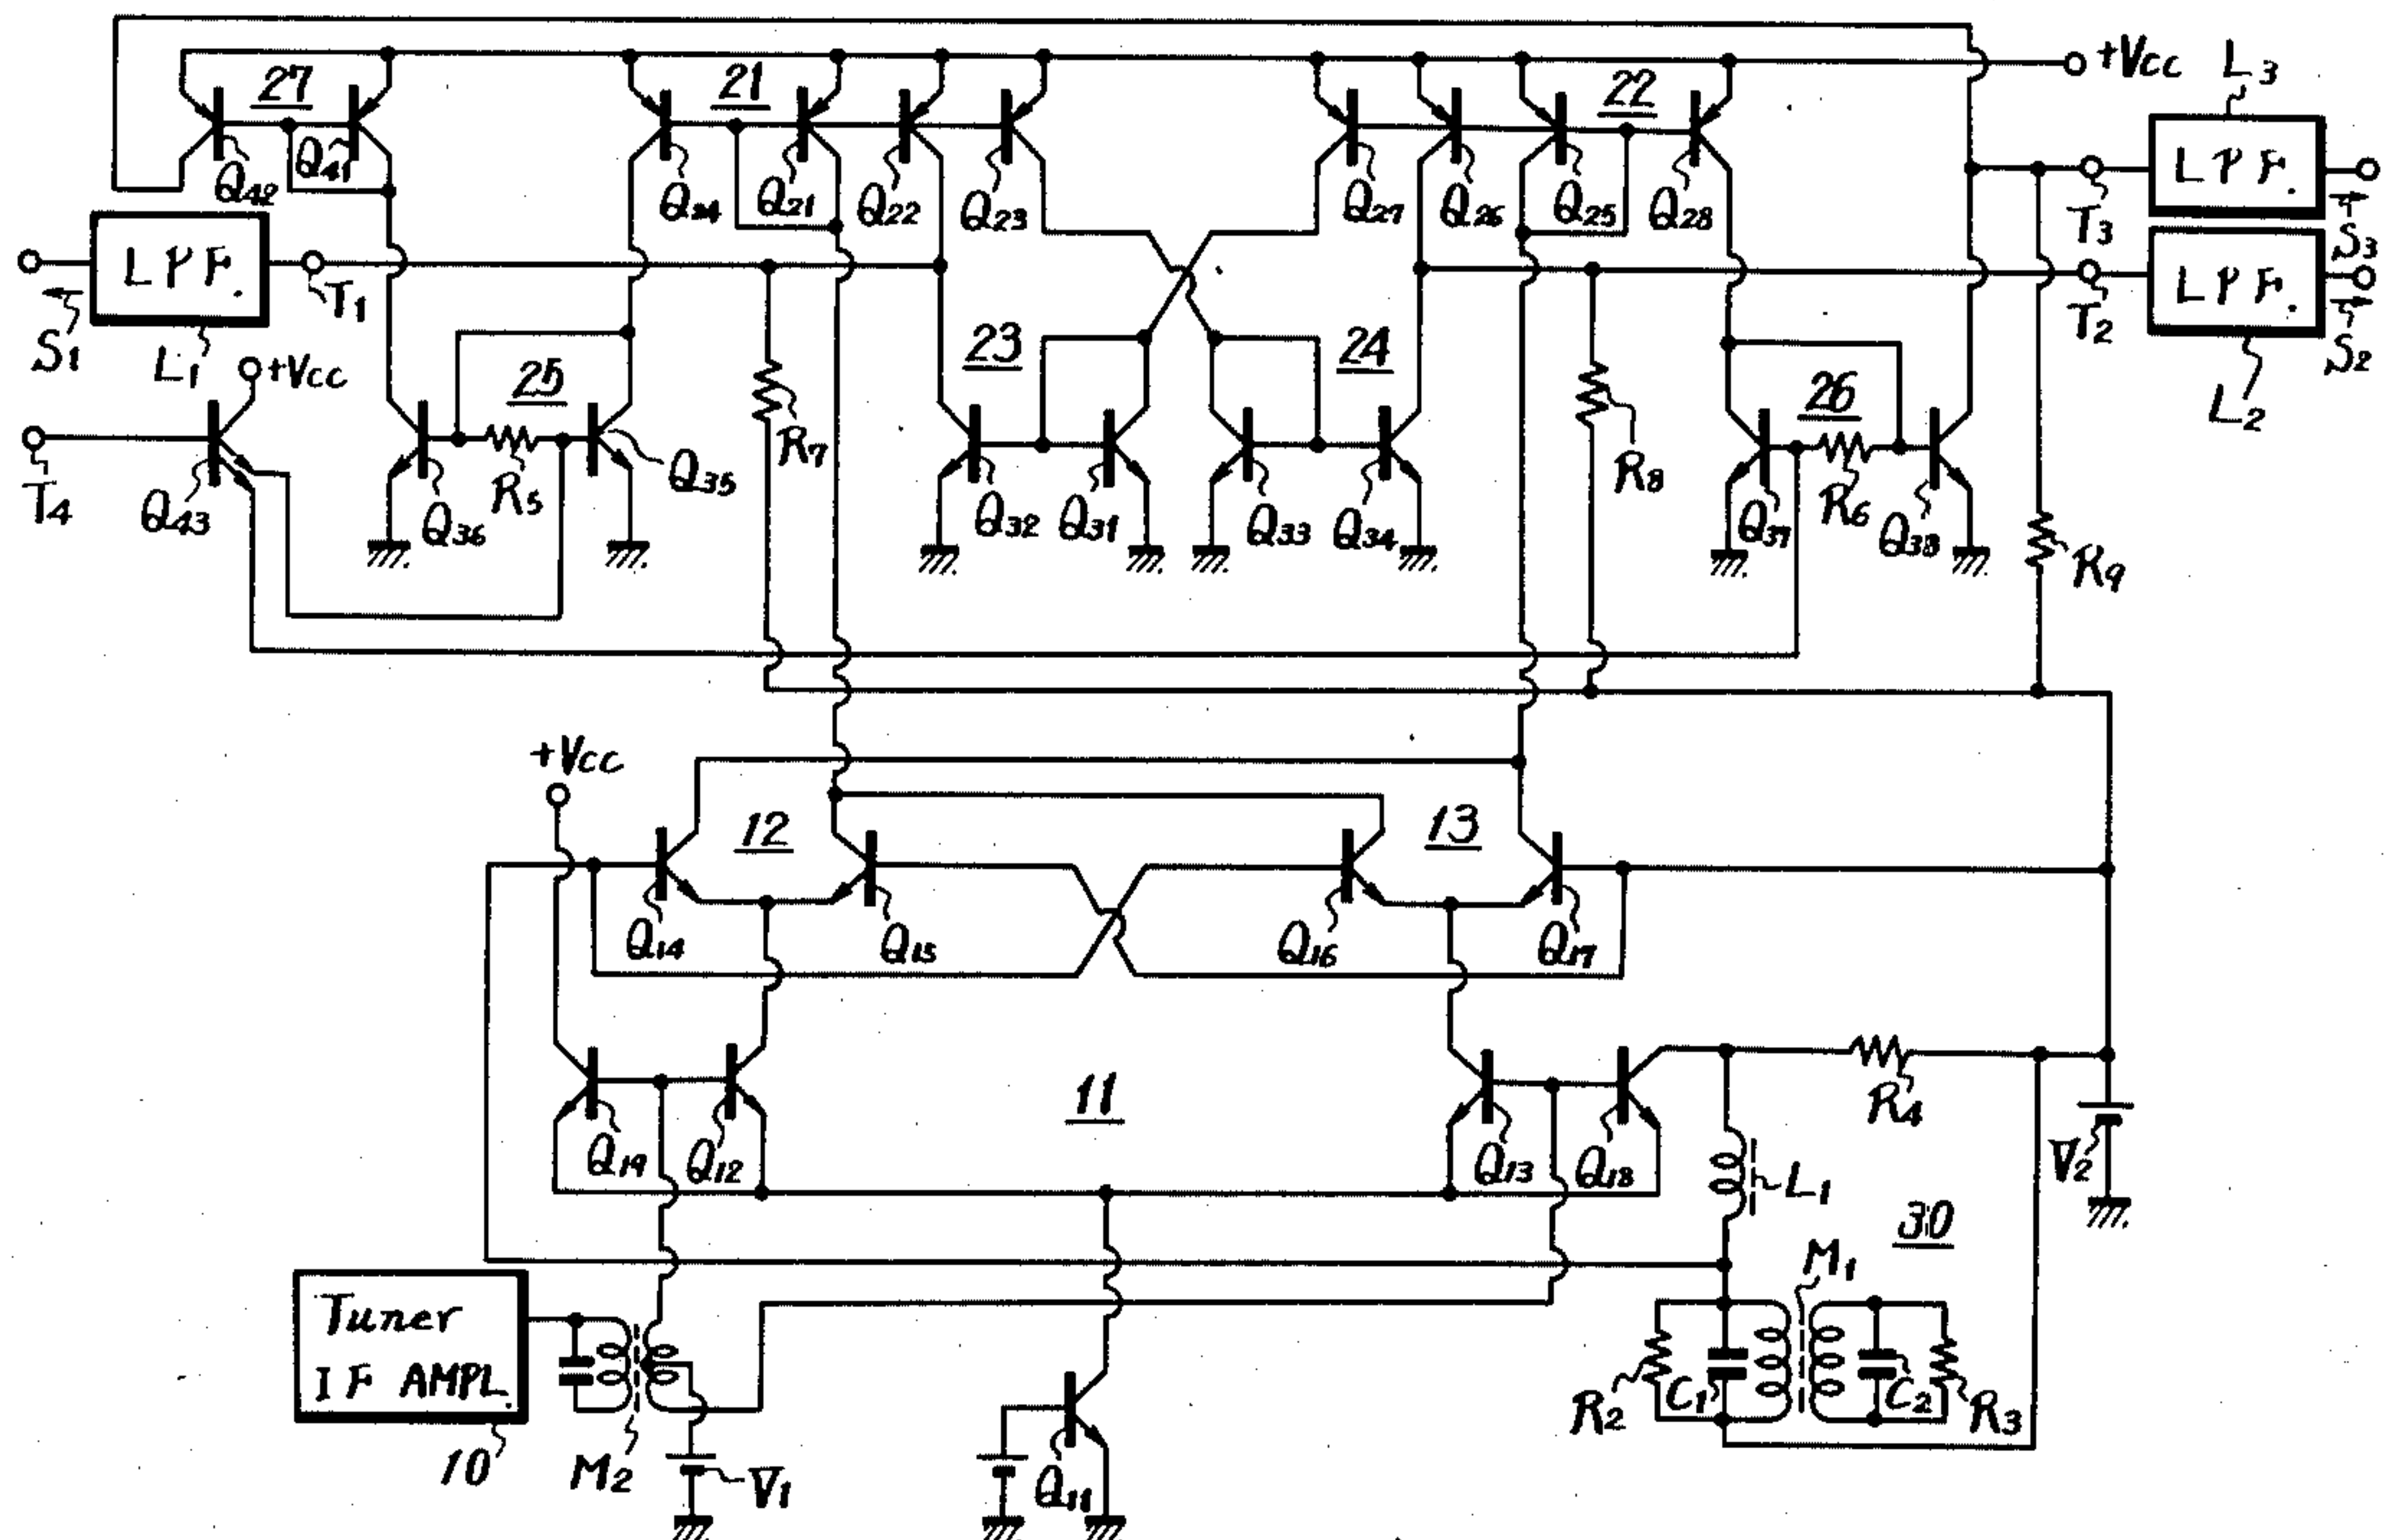 27
21
22
+Vcc
L3
Q42
Q41
Q24
Q21
Q22
Q23
Q27
Q26
Q25
Q28
LPF.
T3
S3
LPF.
T1
S1
L1
+Vcc
LPF.
T2
S2
L2
25
23
24
26
T4
Q43
Q36
R5
Q35
R7
Q32
Q31
Q33
Q34
R8
Q37
R6
Q38
R9
+Vcc
12
13
Q14
Q15
Q16
Q17
11
Q19
Q12
Q13
Q18
R4
V2
L1
30
M1
Tuner
IF AMPL.
10
M2
V1
Q11
R2
C1
C2
R3